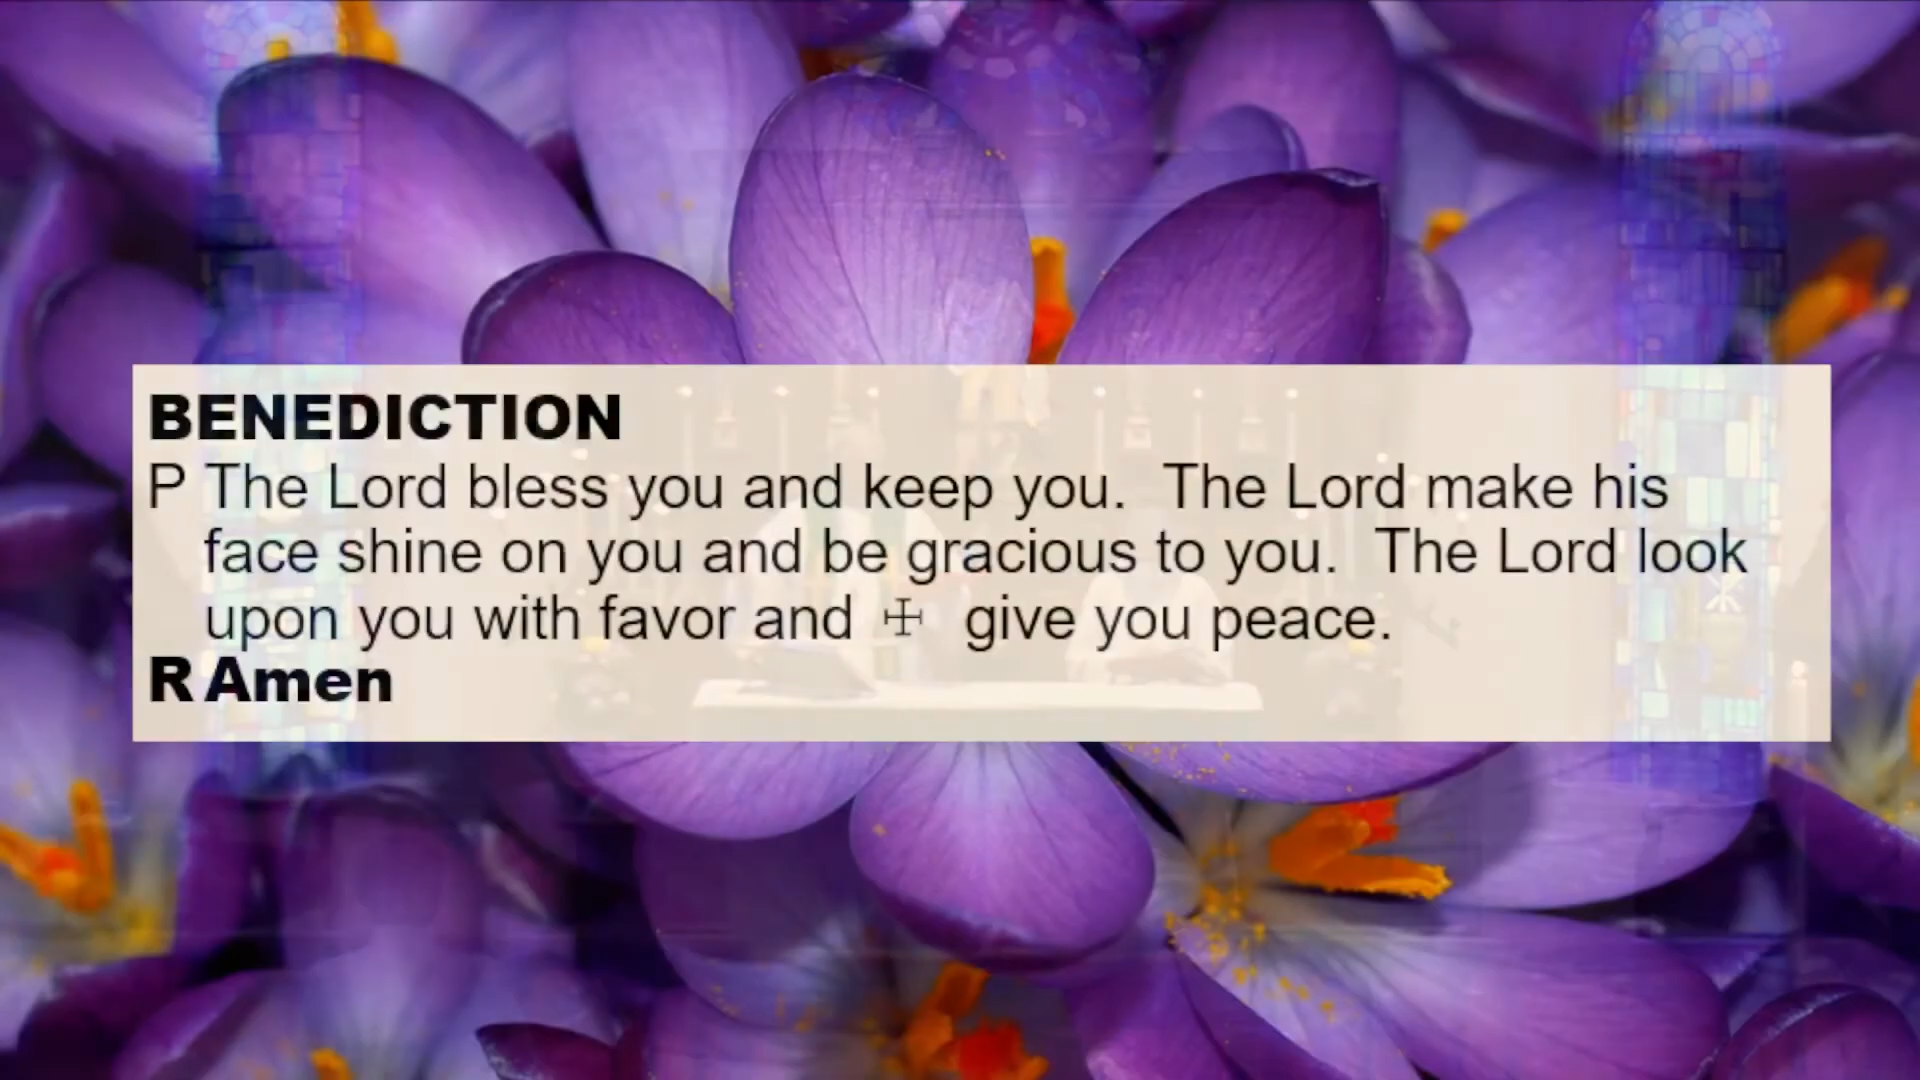 BENEDICTION
P The Lord bless you and keep you.  The Lord make his
face shine on you and be gracious to you.  The Lord look
upon you with favor and ☩ give you peace.
R Amen